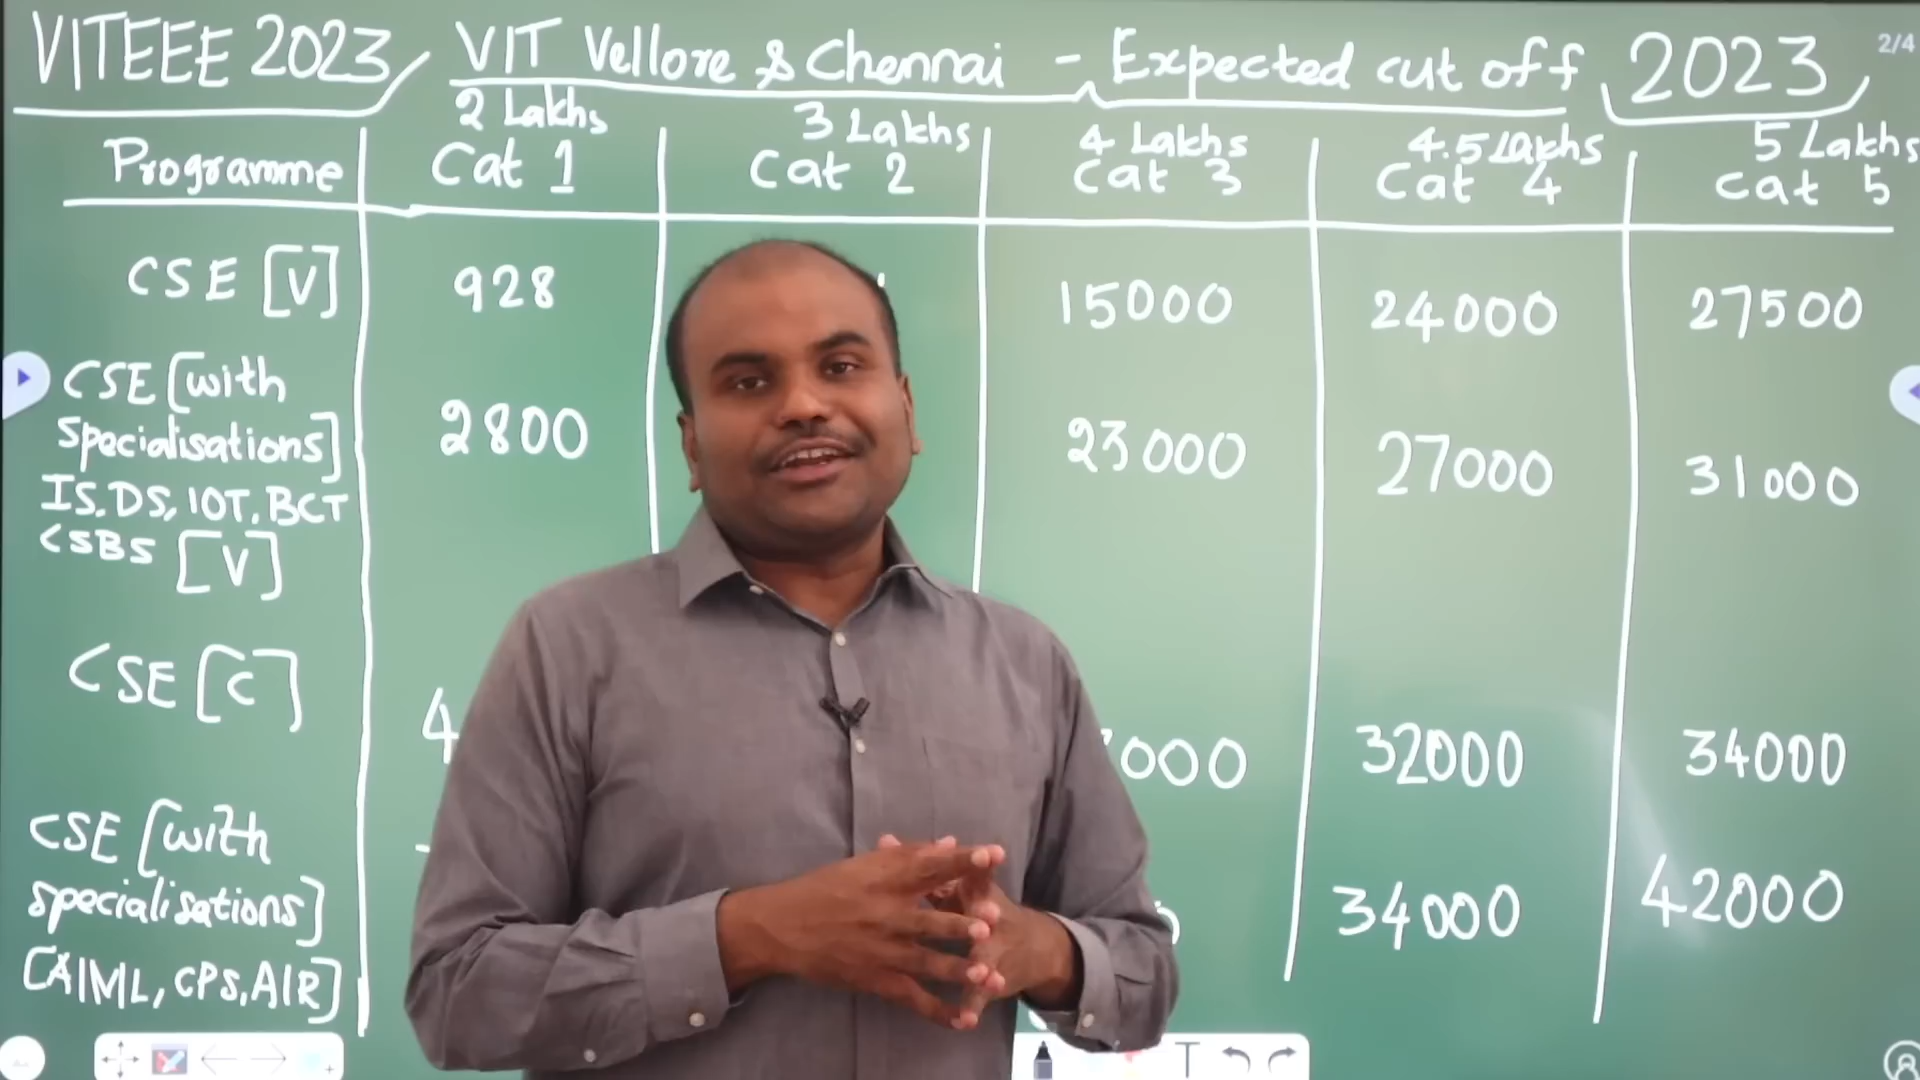 VITEEE 2023 VIT Vellore & Chennai - Expected cut off 2023 2/4
2 Lakhs 3 Lakhs 4 Lakhs 4.5 Lakhs 5 Lakhs
Programme Cat 1 Cat 2 Cat 3 Cat 4 Cat 5
CSE [V] 928 15000 24000 27500
CSE [with
specialisations] 2800 23000 27000 31000
IS, DS, IOT, BCT
CSBS [V]
CSE [C]
4 000 32000 34000
CSE [with
specialisations] 34000 42000
[AIML, CPS, AIR]
T